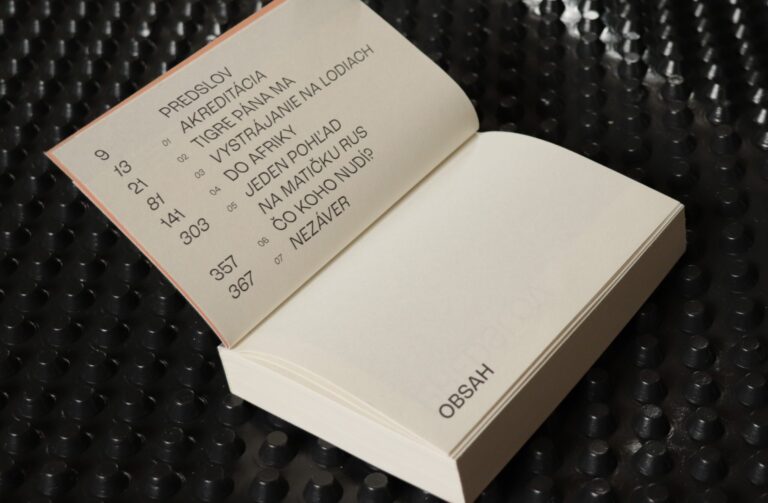 9 PREDSLOV
13 01 AKREDITÁCIA
21 02 TIGRE PÁNA MA
81 03 VYSTRÁJANIE NA LODIACH
141 04 DO AFRIKY
303 05 JEDEN POHĽAD
NA MATIČKU RUS
357 06 ČO KOHO NUDÍ?
367 07 NEZÁVER
OBSAH